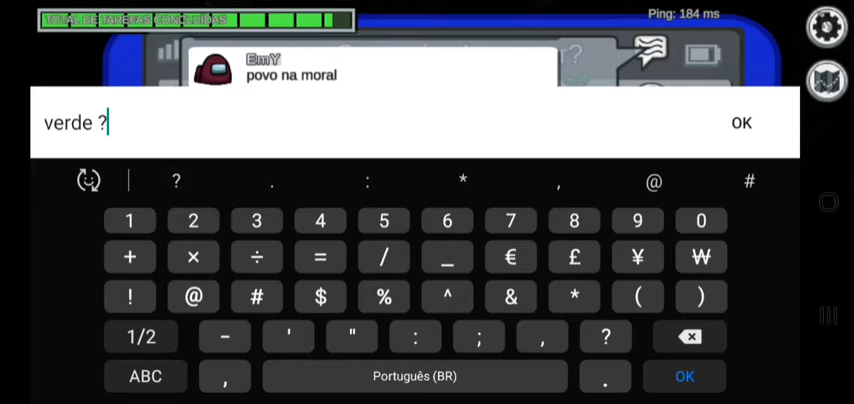 TOTAL DE TAREFAS CONCLUÍDAS
Ping: 184 ms
r?
EmY
povo na moral
verde ?
OK
? . : * , @ #
1 2 3 4 5 6 7 8 9 0
+ × ÷ = / _ € £ ¥ ₩
! @ # $ % ^ & * ( )
1/2 - ' " : ; , ?
ABC , Português (BR) . OK